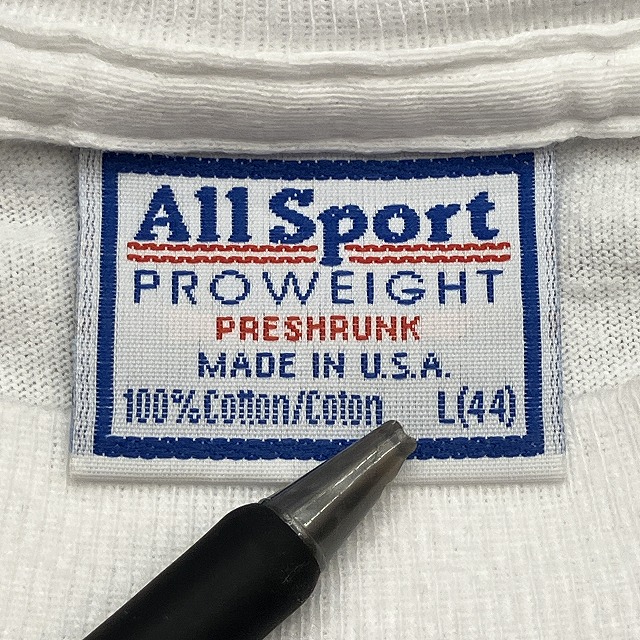 All Sport
PROWEIGHT
PRESHRUNK
MADE IN U.S.A.
100% Cotton/Coton L(44)